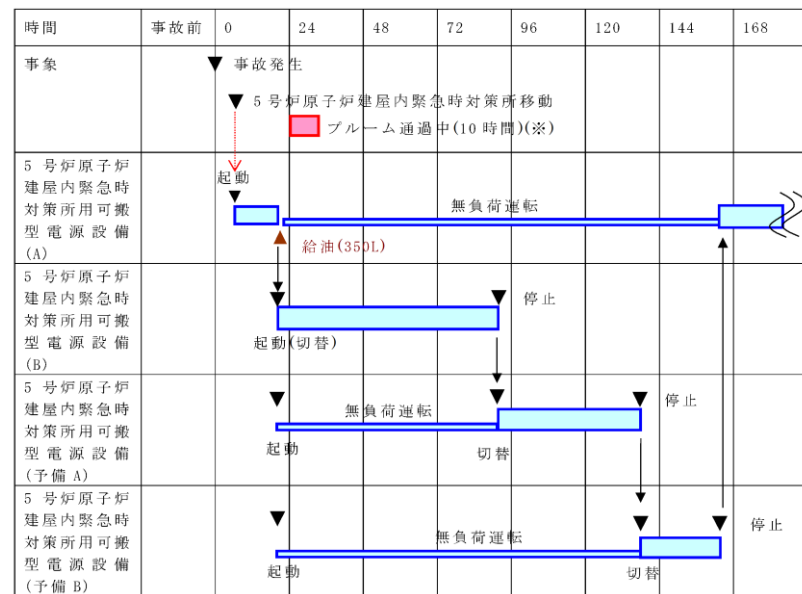 時間 事故前 0 24 48 72 96 120 144 168
事象
事故発生
5号炉原子炉建屋内緊急時対策所移動
プルーム通過中(10時間)(※)
5 号炉原子炉
建屋内緊急時
対策所用可搬
型電源設備
(A)
起動
無負荷運転
給油(350L)
5 号炉原子炉
建屋内緊急時
対策所用可搬
型電源設備
(B)
停止
起動(切替)
5 号炉原子炉
建屋内緊急時
対策所用可搬
型電源設備
(予備 A)
無負荷運転
停止
起動
切替
5 号炉原子炉
建屋内緊急時
対策所用可搬
型電源設備
(予備 B)
無負荷運転
停止
起動
切替